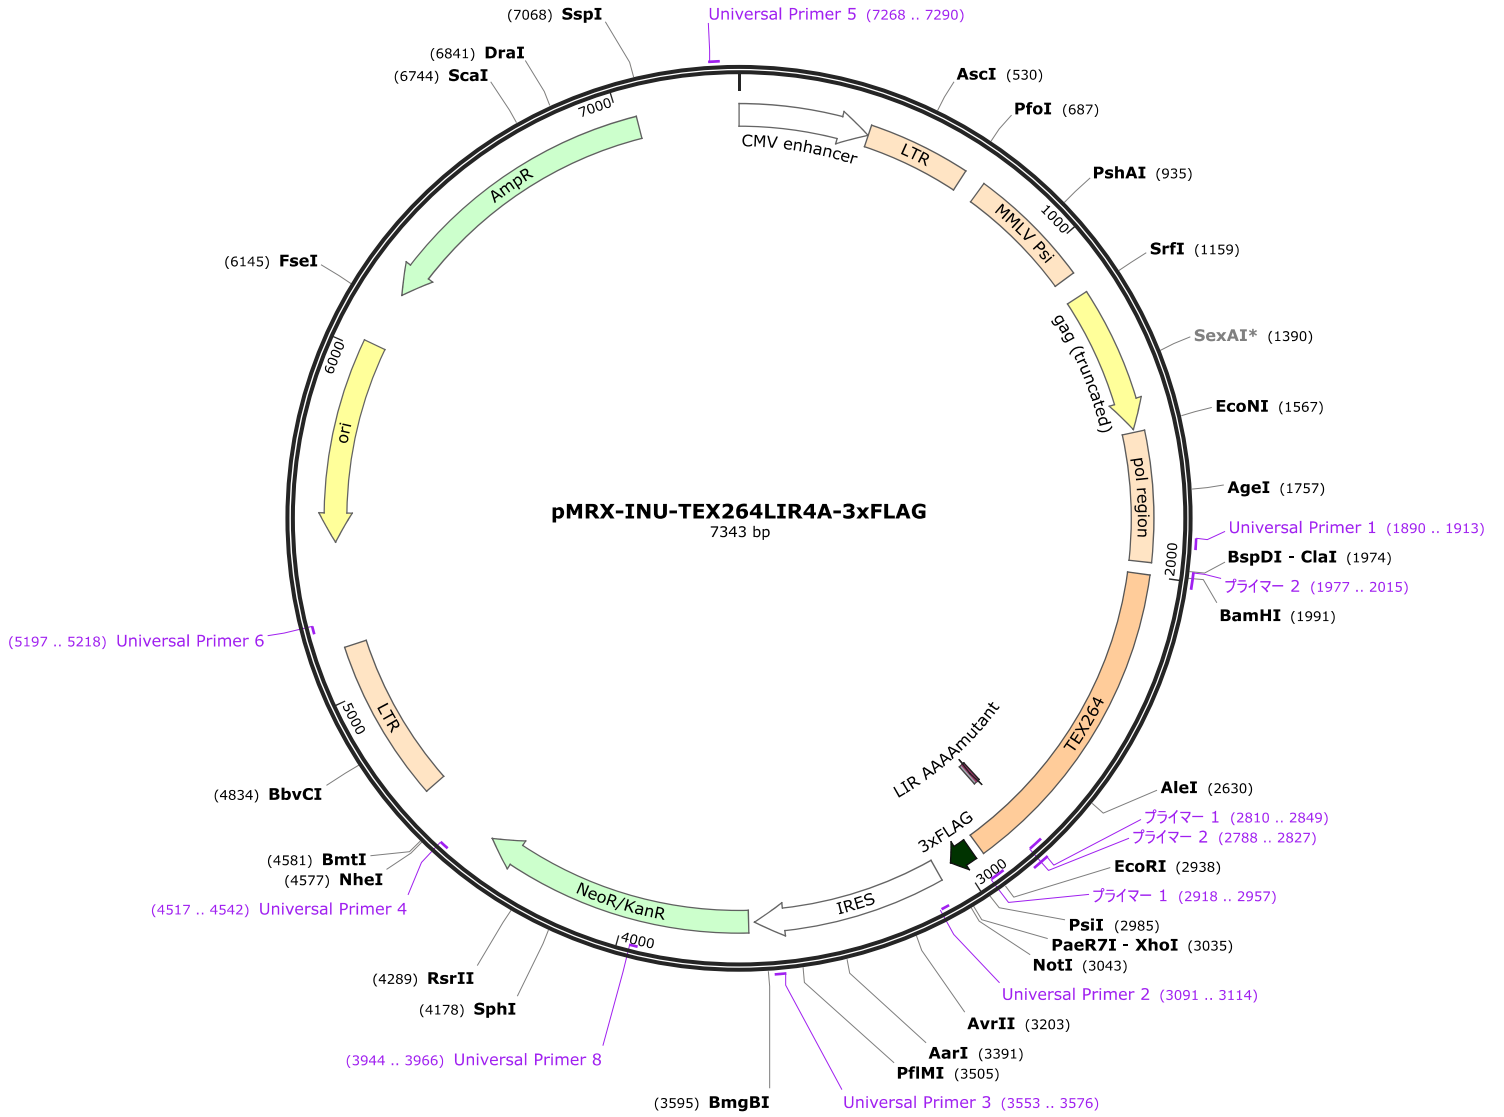 pMRX-INU-TEX264LIR4A-3xFLAG
7343 bp
(7068) SspI
Universal Primer 5 (7268 .. 7290)
(6841) DraI
(6744) ScaI
AscI (530)
PfoI (687)
PshAI (935)
SrfI (1159)
SexAI* (1390)
EcoNI (1567)
AgeI (1757)
Universal Primer 1 (1890 .. 1913)
BspDI - ClaI (1974)
プライマー 2 (1977 .. 2015)
BamHI (1991)
AleI (2630)
プライマー 1 (2810 .. 2849)
プライマー 2 (2788 .. 2827)
EcoRI (2938)
プライマー 1 (2918 .. 2957)
PsiI (2985)
PaeR7I - XhoI (3035)
NotI (3043)
Universal Primer 2 (3091 .. 3114)
AvrII (3203)
AarI (3391)
PflMI (3505)
Universal Primer 3 (3553 .. 3576)
(3595) BmgBI
(3944 .. 3966) Universal Primer 8
(4178) SphI
(4289) RsrII
(4517 .. 4542) Universal Primer 4
(4577) NheI
(4581) BmtI
(4834) BbvCI
(5197 .. 5218) Universal Primer 6
(6145) FseI
CMV enhancer
LTR
MMLV Psi
gag (truncated)
pol region
TEX264
LIR AAAAmutant
3xFLAG
IRES
NeoR/KanR
LTR
ori
AmpR
1000
2000
3000
4000
5000
6000
7000